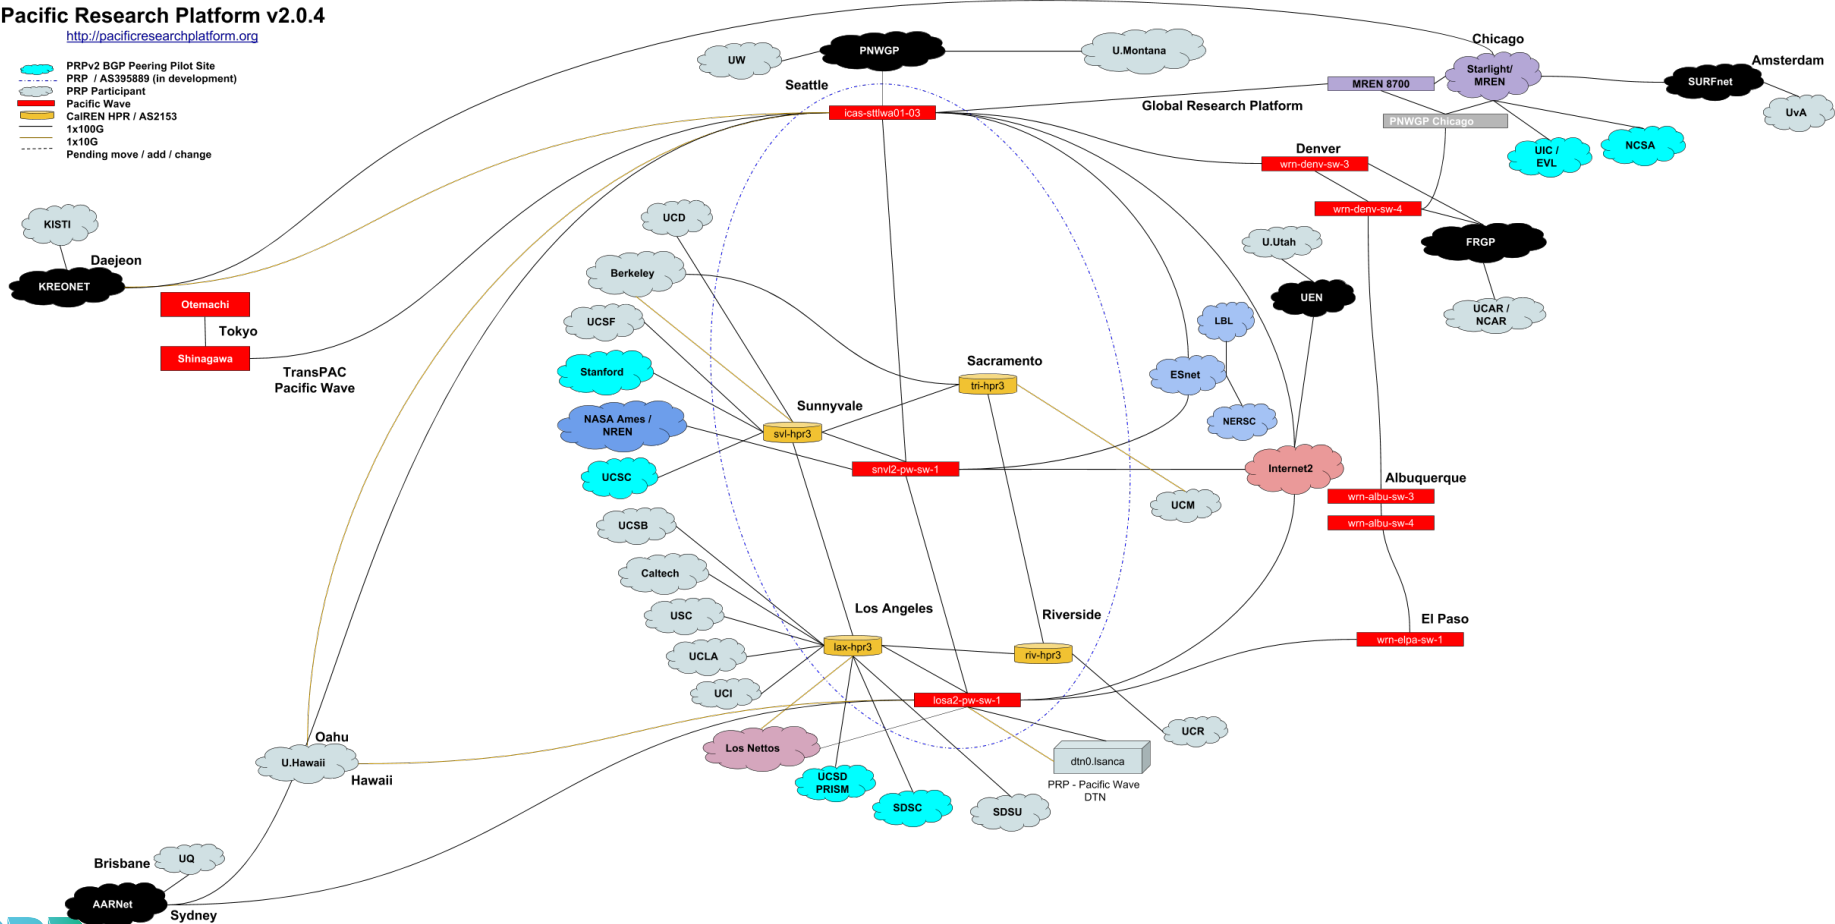 Pacific Research Platform v2.0.4
http://pacificresearchplatform.org
PRPv2 BGP Peering Pilot Site
PRP / AS395889 (in development)
PRP Participant
Pacific Wave
CalREN HPR / AS2153
1x100G
1x10G
Pending move / add / change
UW
PNWGP
U.Montana
Seattle
icas-sttlwa01-03
Chicago
Starlight/
MREN
MREN 8700
Global Research Platform
PNWGP Chicago
SURFnet
Amsterdam
UvA
UIC /
EVL
NCSA
Denver
wrn-denv-sw-3
wrn-denv-sw-4
FRGP
UCAR /
NCAR
U.Utah
UEN
KISTI
Daejeon
KREONET
Otemachi
Tokyo
Shinagawa
TransPAC
Pacific Wave
UCD
Berkeley
UCSF
Stanford
NASA Ames /
NREN
UCSC
Sunnyvale
svl-hpr3
Sacramento
tri-hpr3
snvl2-pw-sw-1
LBL
ESnet
NERSC
Internet2
UCM
Albuquerque
wrn-albu-sw-3
wrn-albu-sw-4
El Paso
wrn-elpa-sw-1
UCSB
Caltech
USC
UCLA
UCI
Los Angeles
lax-hpr3
Riverside
riv-hpr3
losa2-pw-sw-1
Los Nettos
UCSD
PRISM
SDSC
SDSU
UCR
dtn0.lsanca
PRP - Pacific Wave
DTN
Oahu
U.Hawaii
Hawaii
Brisbane
UQ
AARNet
Sydney